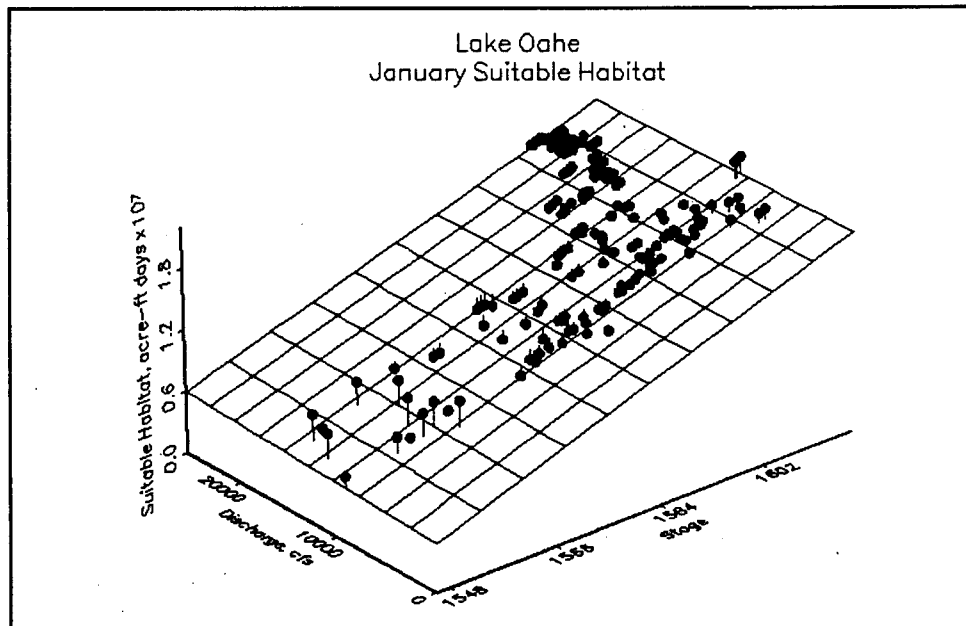 Lake Oahe
January Suitable Habitat
Suitable Habitat, acre-ft days x 10^7
1.8
1.2
0.6
0.0
20000
10000
0
Discharge, cfs
1548
1566
1584
1602
Stage